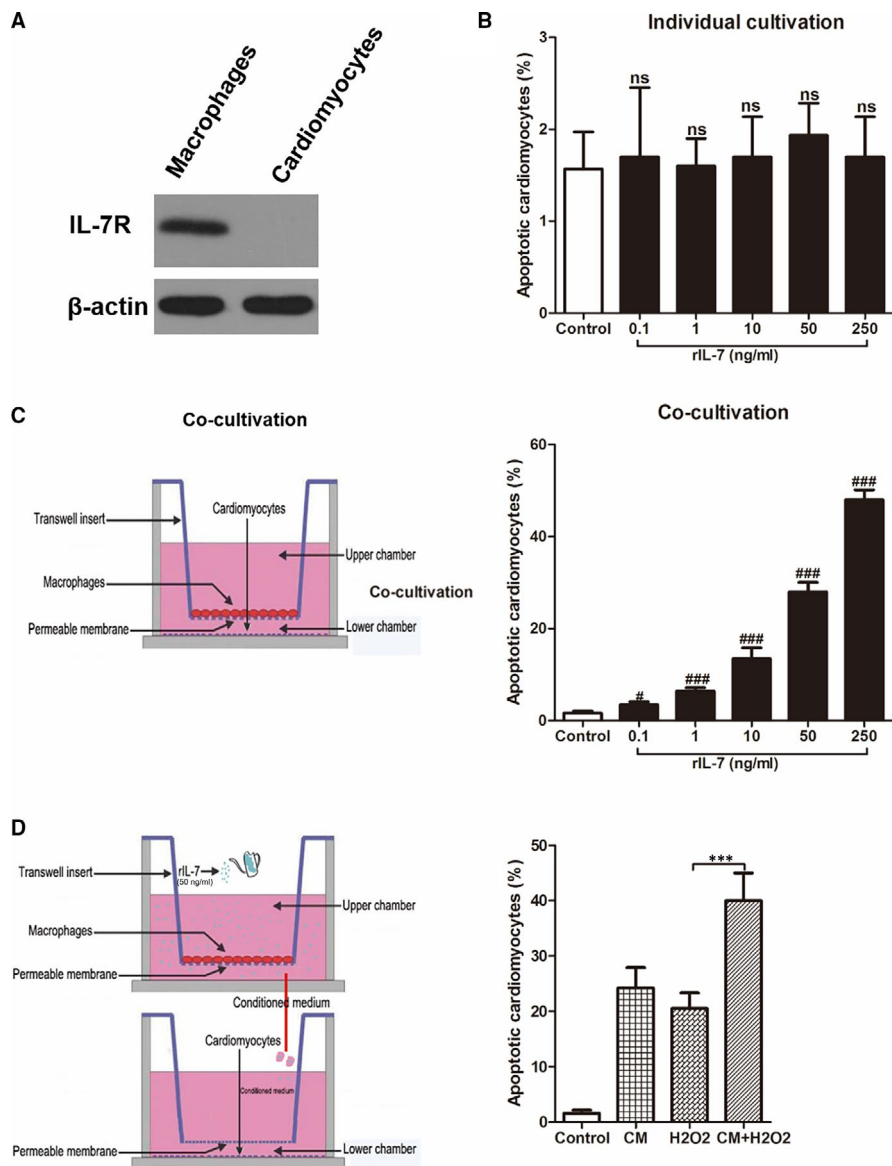 A
Macrophages
Cardiomyocytes
IL-7R
β-actin
B
Individual cultivation
Apoptotic cardiomyocytes (%)
3
2
1
0
ns
ns
ns
ns
ns
Control
0.1
1
10
50
250
rIL-7 (ng/ml)
C
Co-cultivation
Transwell insert
Cardiomyocytes
Upper chamber
Macrophages
Permeable membrane
Lower chamber
Co-cultivation
Co-cultivation
Apoptotic cardiomyocytes (%)
60
40
20
0
#
###
###
###
###
Control
0.1
1
10
50
250
rIL-7 (ng/ml)
D
Transwell insert
rIL-7
(50 ng/ml)
Upper chamber
Macrophages
Permeable membrane
Conditioned medium
Cardiomyocytes
Conditioned medium
Permeable membrane
Lower chamber
Apoptotic cardiomyocytes (%)
50
40
30
20
10
0
***
Control
CM
H2O2
CM+H2O2